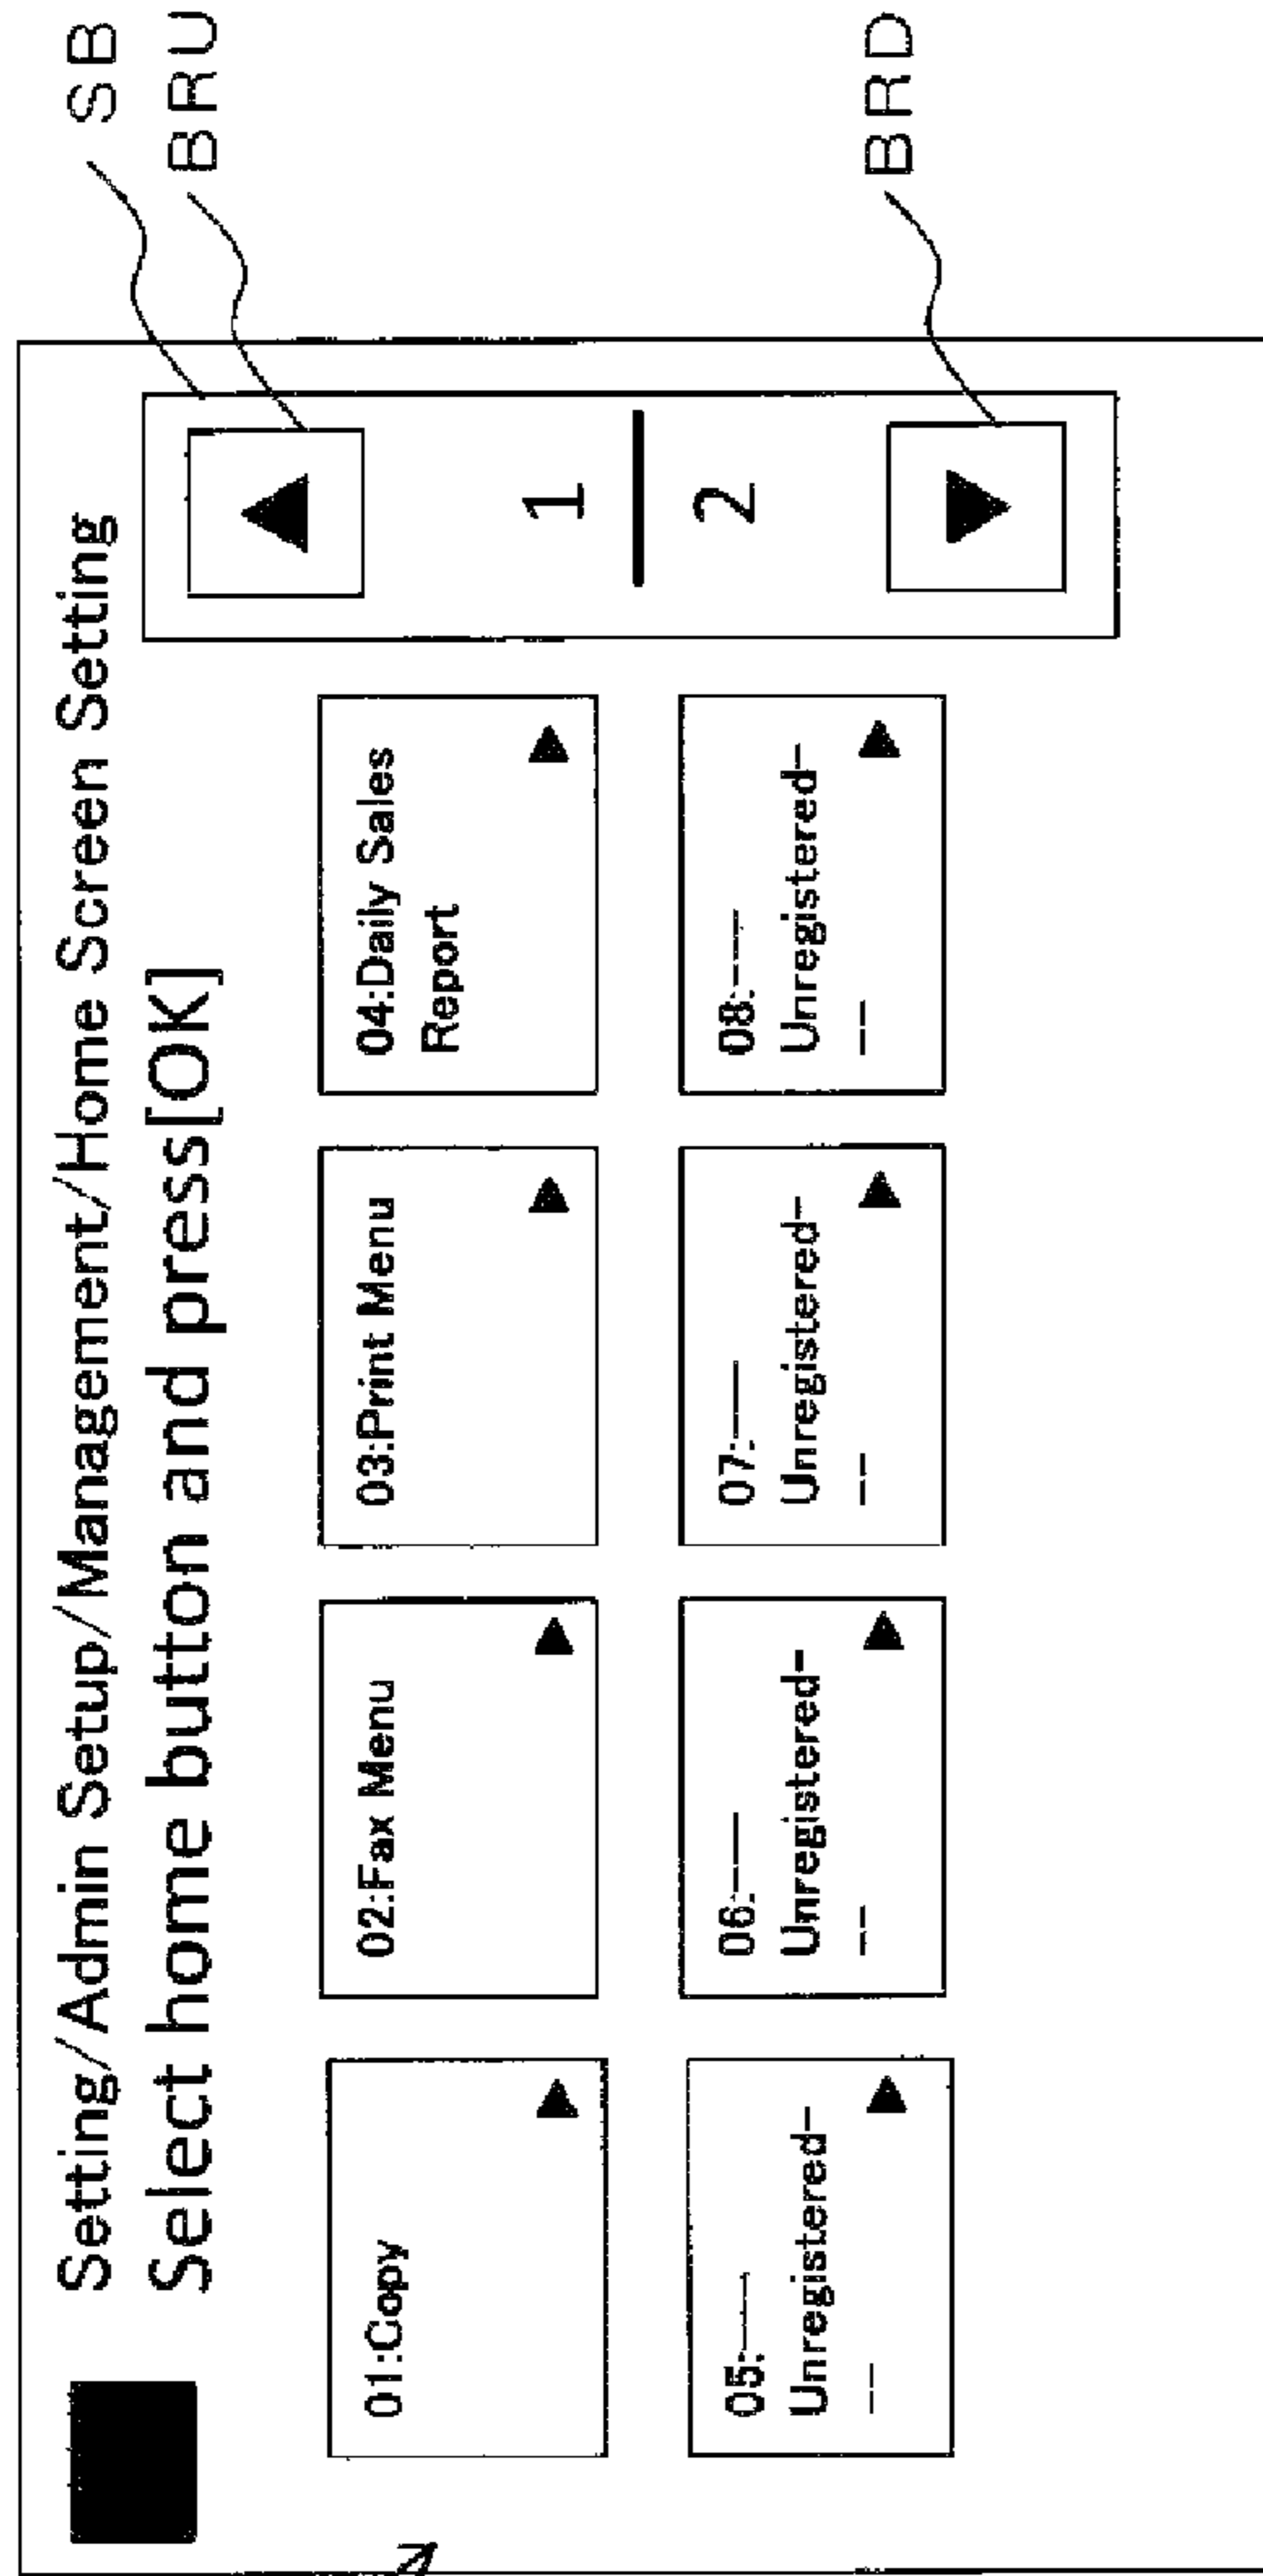 Setting/Admin Setup/Management/Home Screen Setting
Select home button and press[OK]
SB
BRU
01:Copy
02:Fax Menu
03:Print Menu
04:Daily Sales
Report
1
2
05:----
Unregistered-
--
06:----
Unregistered-
--
07:----
Unregistered-
--
08:----
Unregistered-
--
BRD